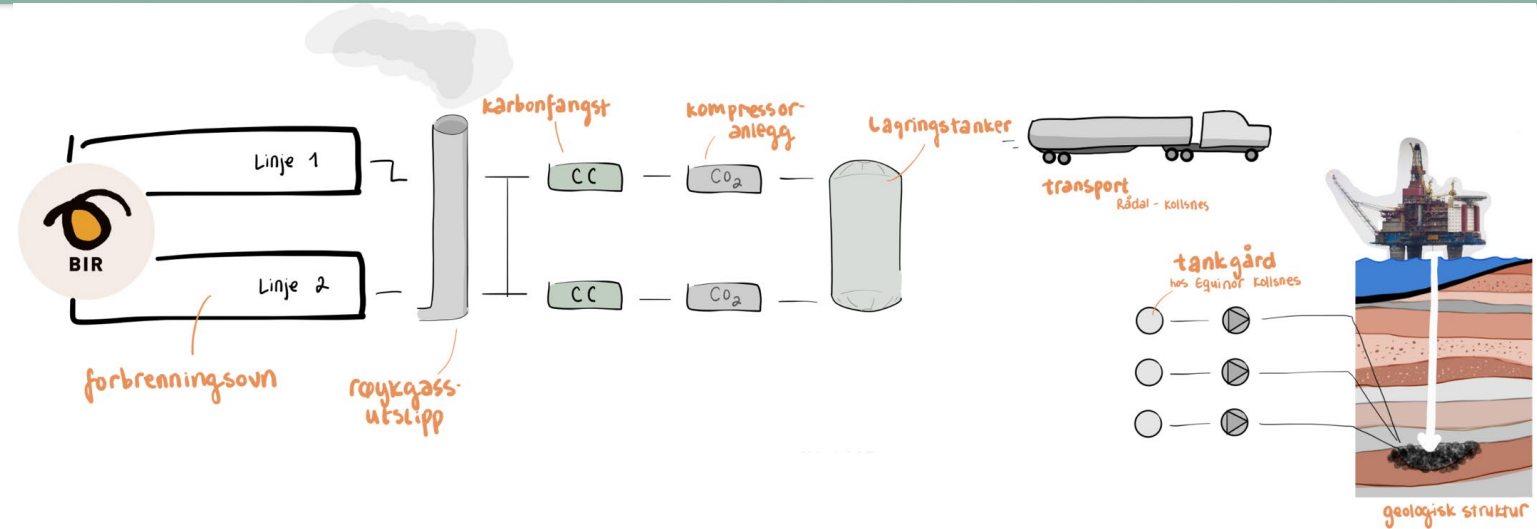 Linje 1
BIR
Linje 2
forbrenningsovn
røykgass-
utslipp
karbonfangst
CC
CC
kompressor-
anlegg
CO2
CO2
Lagringstanker
transport
Rådal - Kollsnes
tankgård
hos Equinor Kollsnes
geologisk struktur